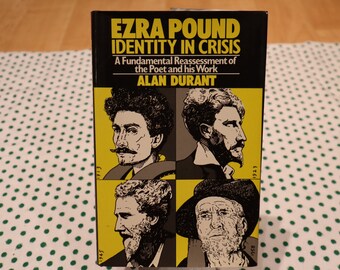 EZRA POUND
IDENTITY IN CRISIS
A Fundamental Reassessment of
the Poet and his Work
ALAN DURANT